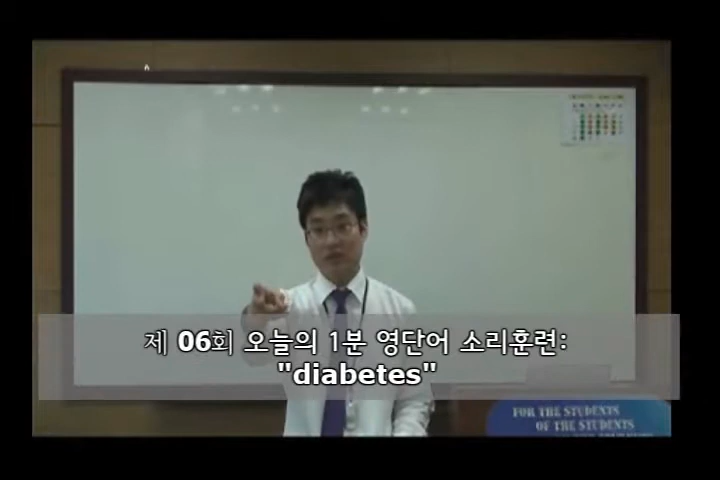 제 06회 오늘의 1분 영단어 소리훈련:
"diabetes"
FOR THE STUDENTS
OF THE STUDENTS